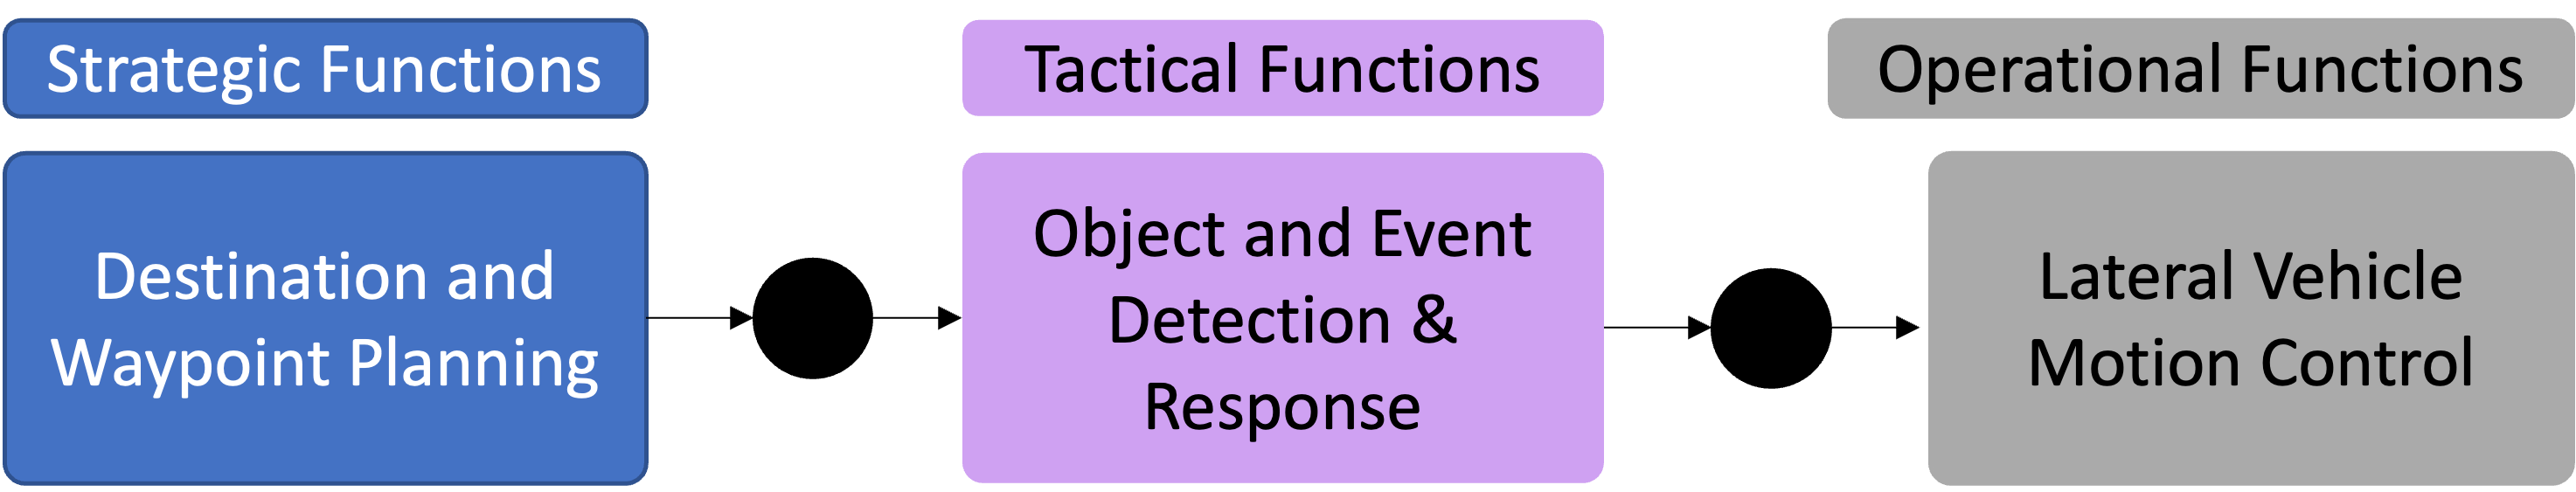 Strategic Functions
Tactical Functions
Operational Functions
Destination and
Waypoint Planning
Object and Event
Detection &
Response
Lateral Vehicle
Motion Control